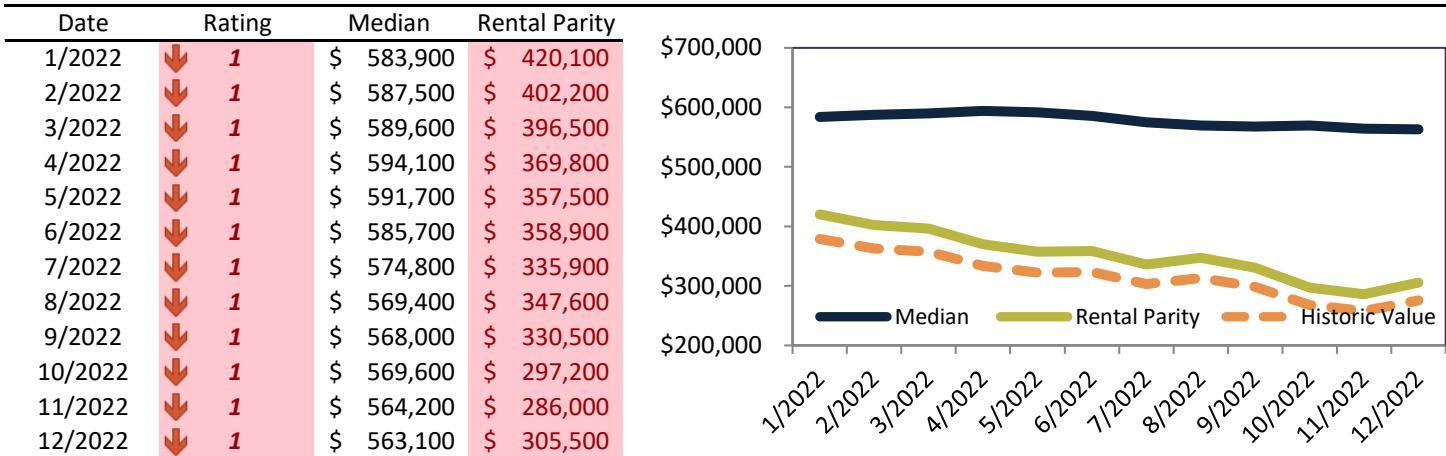 Date Rating Median Rental Parity
1/2022 1 $ 583,900 $ 420,100
2/2022 1 $ 587,500 $ 402,200
3/2022 1 $ 589,600 $ 396,500
4/2022 1 $ 594,100 $ 369,800
5/2022 1 $ 591,700 $ 357,500
6/2022 1 $ 585,700 $ 358,900
7/2022 1 $ 574,800 $ 335,900
8/2022 1 $ 569,400 $ 347,600
9/2022 1 $ 568,000 $ 330,500
10/2022 1 $ 569,600 $ 297,200
11/2022 1 $ 564,200 $ 286,000
12/2022 1 $ 563,100 $ 305,500
$700,000
$600,000
$500,000
$400,000
$300,000
$200,000
Median Rental Parity Historic Value
1/2022 2/2022 3/2022 4/2022 5/2022 6/2022 7/2022 8/2022 9/2022 10/2022 11/2022 12/2022